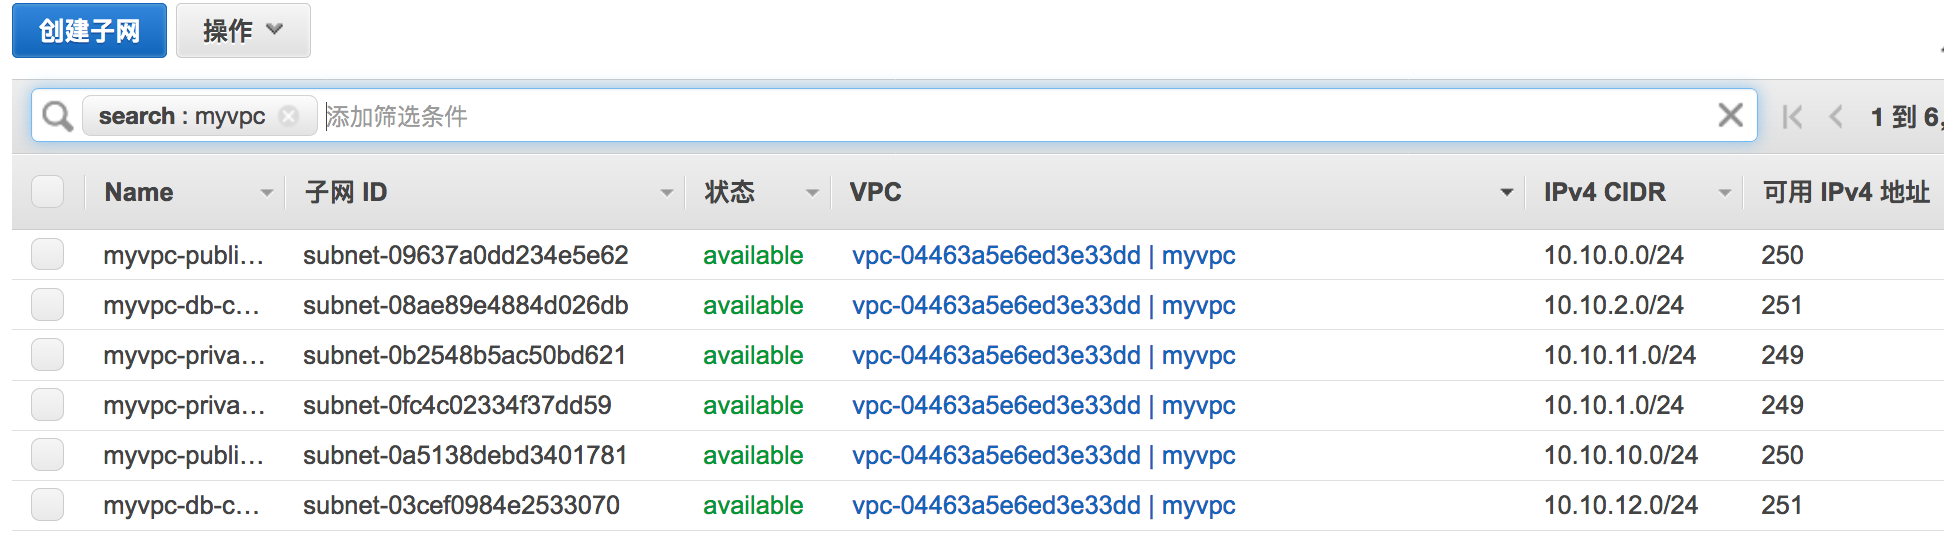 创建子网 操作
search : myvpc 添加筛选条件 1 到 6,
Name 子网 ID 状态 VPC IPv4 CIDR 可用 IPv4 地址
myvpc-publi... subnet-09637a0dd234e5e62 available vpc-04463a5e6ed3e33dd | myvpc 10.10.0.0/24 250
myvpc-db-c... subnet-08ae89e4884d026db available vpc-04463a5e6ed3e33dd | myvpc 10.10.2.0/24 251
myvpc-priva... subnet-0b2548b5ac50bd621 available vpc-04463a5e6ed3e33dd | myvpc 10.10.11.0/24 249
myvpc-priva... subnet-0fc4c02334f37dd59 available vpc-04463a5e6ed3e33dd | myvpc 10.10.1.0/24 249
myvpc-publi... subnet-0a5138debd3401781 available vpc-04463a5e6ed3e33dd | myvpc 10.10.10.0/24 250
myvpc-db-c... subnet-03cef0984e2533070 available vpc-04463a5e6ed3e33dd | myvpc 10.10.12.0/24 251